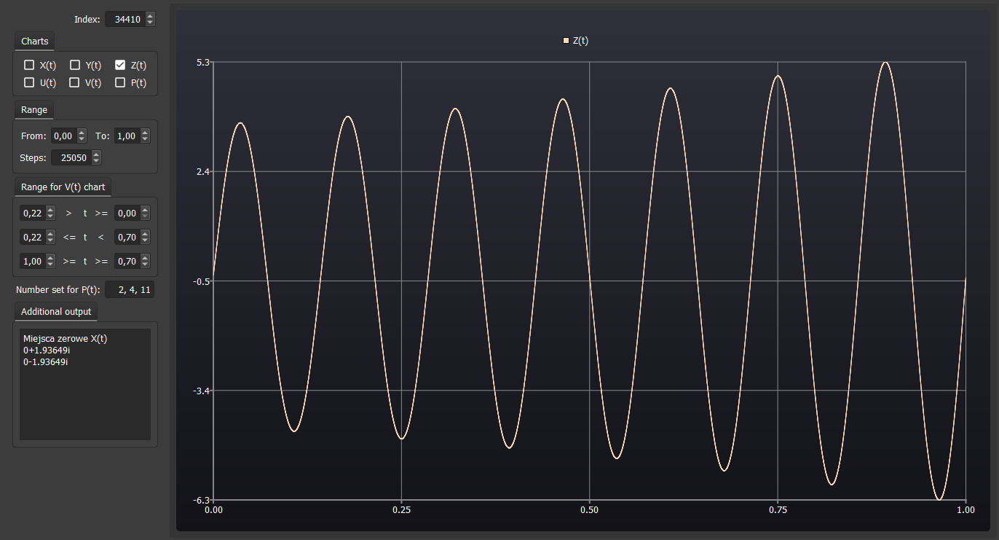 Index: 34410
Charts
X(t) Y(t) Z(t)
U(t) V(t) P(t)
Range
From: 0,00 To: 1,00
Steps: 25050
Range for V(t) chart
0,22 > t >= 0,00
0,22 <= t < 0,70
1,00 >= t >= 0,70
Number set for P(t): 2, 4, 11
Additional output
Miejsca zerowe X(t)
0+1.93649i
0-1.93649i
Z(t)
5.3
2.4
-0.5
-3.4
-6.3
0.00 0.25 0.50 0.75 1.00